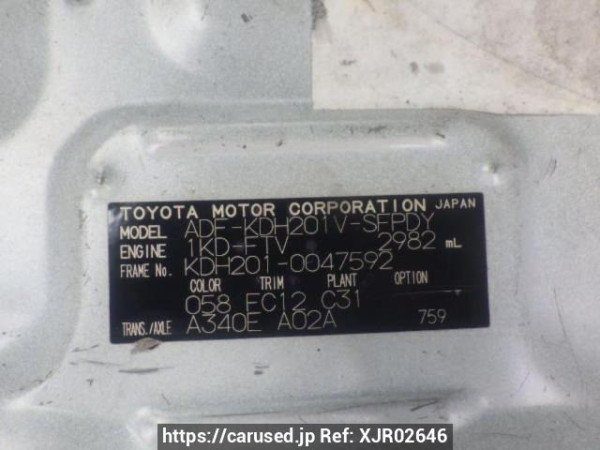 TOYOTA MOTOR CORPORATION JAPAN
MODEL ADF-KDH201V-SFPDY
ENGINE 1KD-FTV 2982 mL
FRAME No. KDH201-0047592
COLOR TRIM PLANT OPTION
058 FC12 C31
TRANS./AXLE A340E A02A 759
https://carused.jp Ref: XJR02646